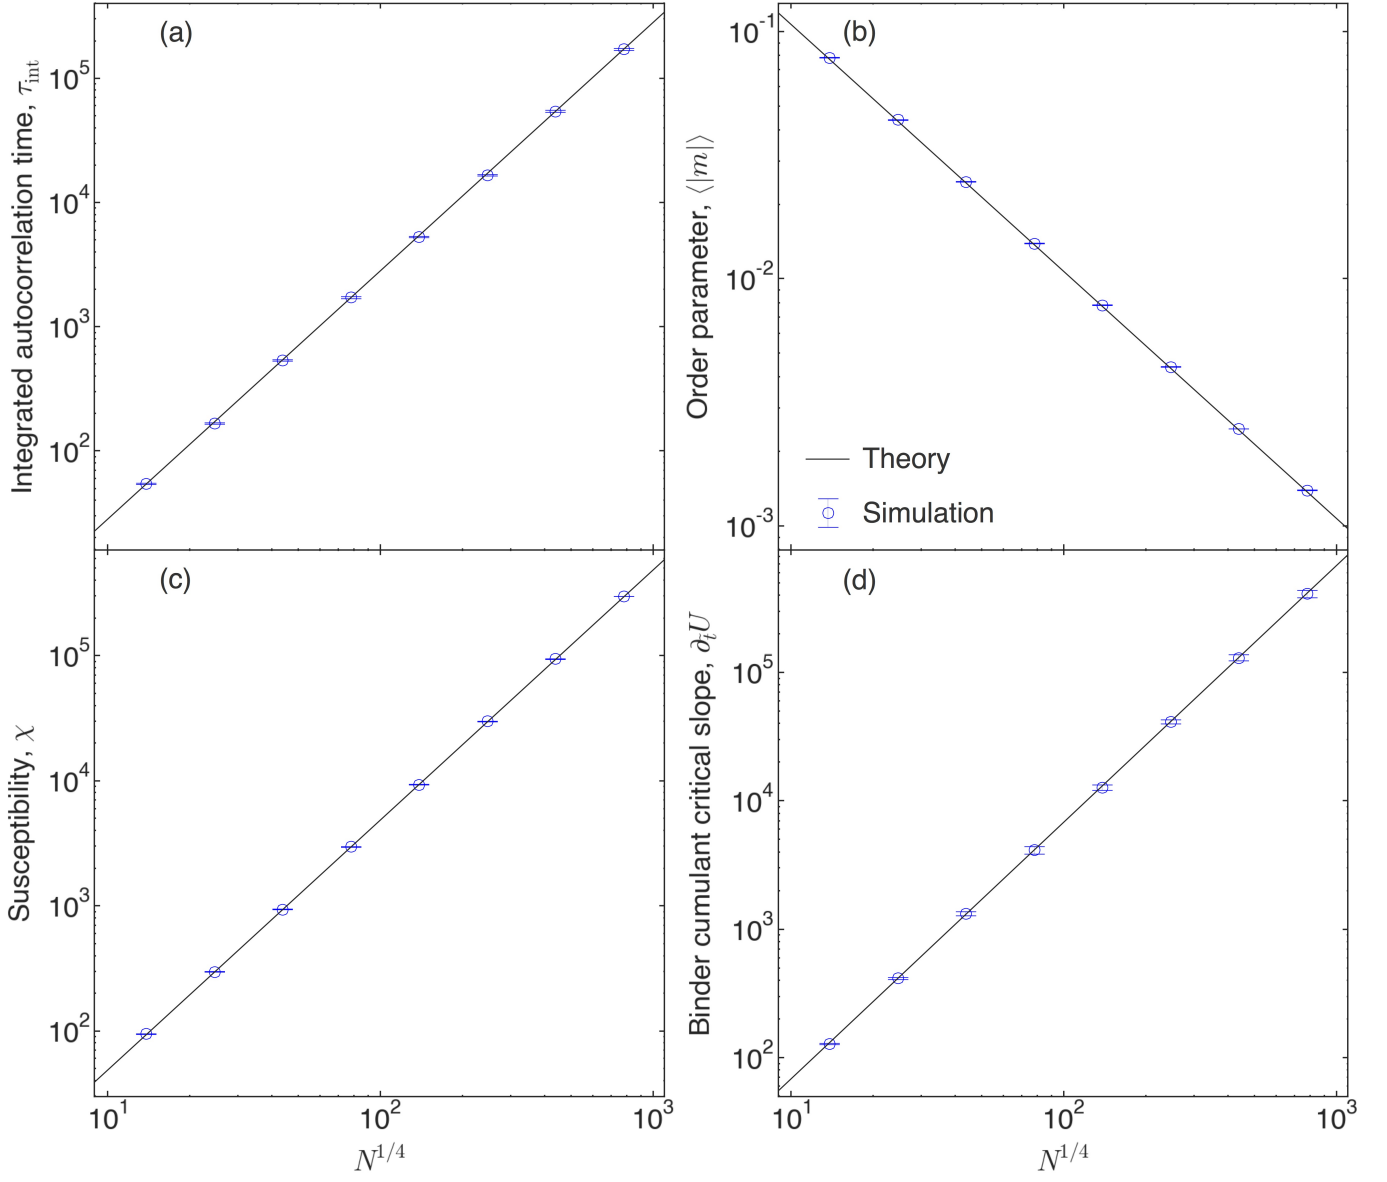 (a)
Integrated autocorrelation time, τ_int
10^5
10^4
10^3
10^2
(b)
Order parameter, ⟨|m|⟩
10^-1
10^-2
10^-3
Theory
Simulation
(c)
Susceptibility, χ
10^5
10^4
10^3
10^2
10^1 10^2 10^3
N^1/4
(d)
Binder cumulant critical slope, ∂_t̃ U
10^5
10^4
10^3
10^2
10^1 10^2 10^3
N^1/4